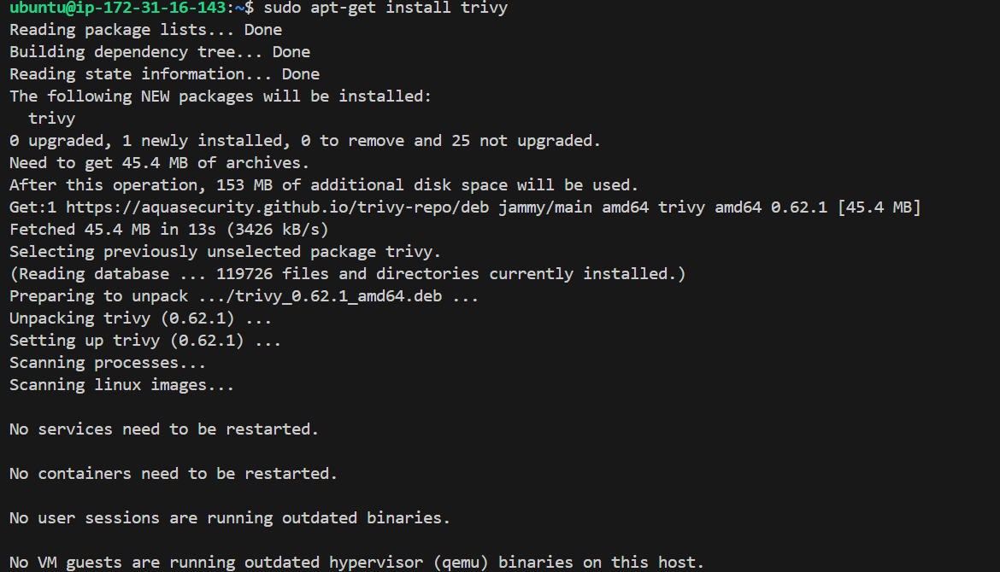 ubuntu@ip-172-31-16-143:~$ sudo apt-get install trivy
Reading package lists... Done
Building dependency tree... Done
Reading state information... Done
The following NEW packages will be installed:
  trivy
0 upgraded, 1 newly installed, 0 to remove and 25 not upgraded.
Need to get 45.4 MB of archives.
After this operation, 153 MB of additional disk space will be used.
Get:1 https://aquasecurity.github.io/trivy-repo/deb jammy/main amd64 trivy amd64 0.62.1 [45.4 MB]
Fetched 45.4 MB in 13s (3426 kB/s)
Selecting previously unselected package trivy.
(Reading database ... 119726 files and directories currently installed.)
Preparing to unpack .../trivy_0.62.1_amd64.deb ...
Unpacking trivy (0.62.1) ...
Setting up trivy (0.62.1) ...
Scanning processes...
Scanning linux images...

No services need to be restarted.

No containers need to be restarted.

No user sessions are running outdated binaries.

No VM guests are running outdated hypervisor (qemu) binaries on this host.